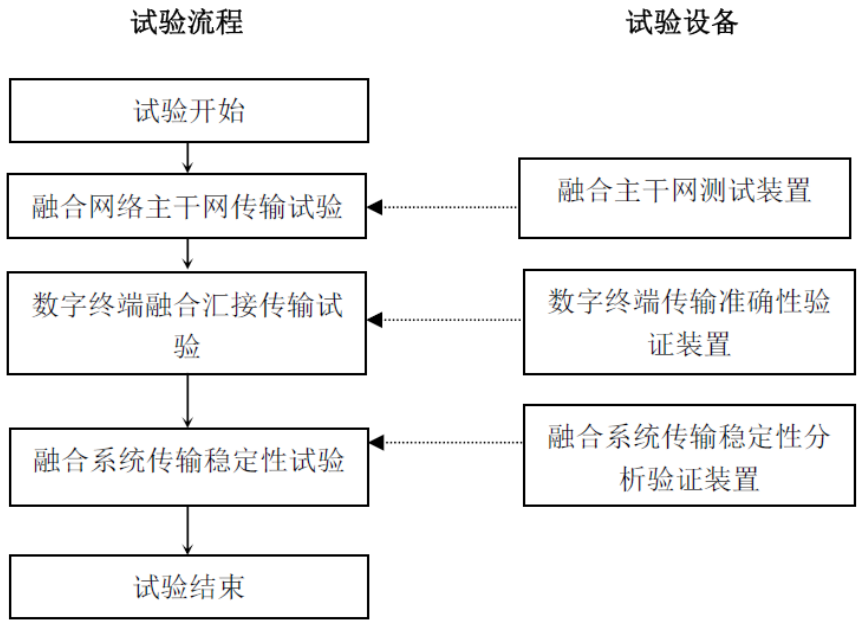 试验流程
试验设备
试验开始
融合网络主干网传输试验
融合主干网测试装置
数字终端融合汇接传输试
验
数字终端传输准确性验
证装置
融合系统传输稳定性试验
融合系统传输稳定性分
析验证装置
试验结束